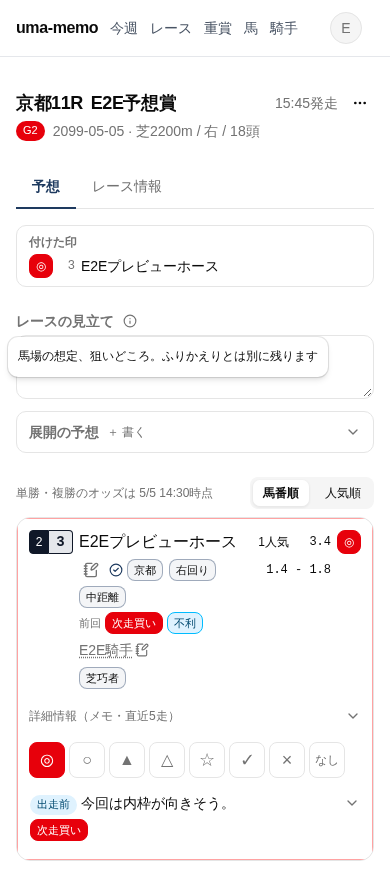 uma-memo 今週 レース 重賞 馬 騎手 E
京都11R E2E予想賞 15:45発走 ···
G2 2099-05-05 · 芝2200m / 右 / 18頭
予想 レース情報
付けた印
◎ 3 E2Eプレビューホース
レースの見立て
馬場の想定、狙いどころ。ふりかえりとは別に残ります
展開の予想 + 書く
単勝・複勝のオッズは 5/5 14:30時点 馬番順 人気順
2 3 E2Eプレビューホース 1人気 3.4 ◎
京都 右回り 1.4 - 1.8
中距離
前回 次走買い 不利
E2E騎手
芝巧者
詳細情報（メモ・直近5走）
◎ ○ ▲ △ ☆ ✓ × なし
出走前 今回は内枠が向きそう。
次走買い